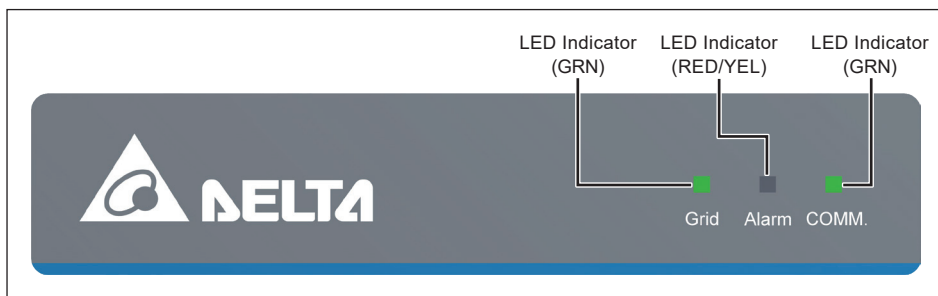 LED Indicator
(GRN)
LED Indicator
(RED/YEL)
LED Indicator
(GRN)
DELTA
Grid
Alarm
COMM.